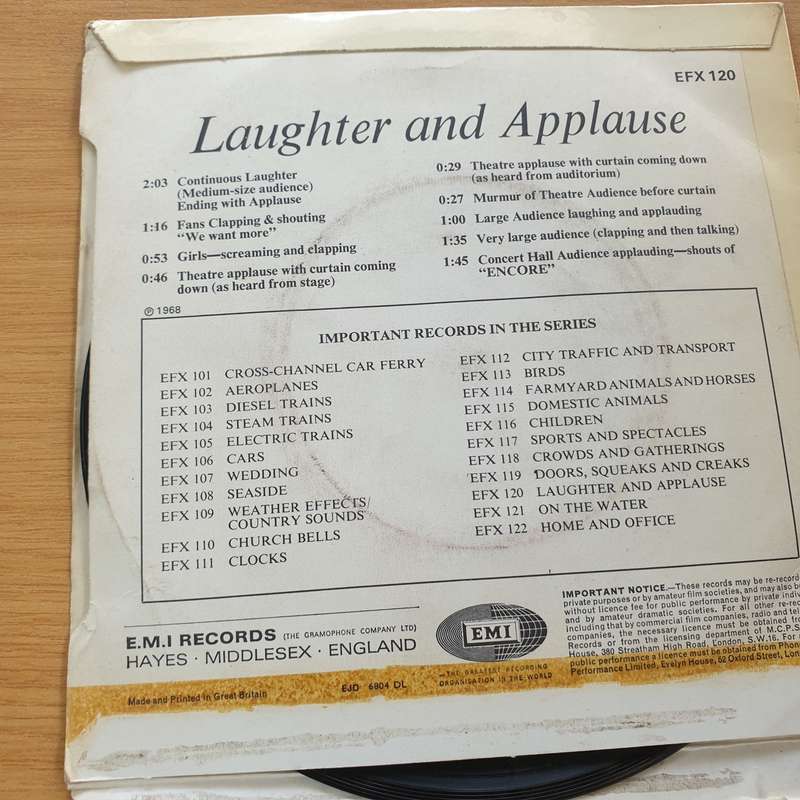 EFX 120
Laughter and Applause
2:03 Continuous Laughter
(Medium-size audience)
Ending with Applause
1:16 Fans Clapping & shouting
“We want more”
0:53 Girls—screaming and clapping
0:46 Theatre applause with curtain coming
down (as heard from stage)
0:29 Theatre applause with curtain coming down
(as heard from auditorium)
0:27 Murmur of Theatre Audience before curtain
1:00 Large Audience laughing and applauding
1:35 Very large audience (clapping and then talking)
1:45 Concert Hall Audience applauding—shouts of
“ENCORE”
℗ 1968
IMPORTANT RECORDS IN THE SERIES
EFX 101 CROSS-CHANNEL CAR FERRY
EFX 102 AEROPLANES
EFX 103 DIESEL TRAINS
EFX 104 STEAM TRAINS
EFX 105 ELECTRIC TRAINS
EFX 106 CARS
EFX 107 WEDDING
EFX 108 SEASIDE
EFX 109 WEATHER EFFECTS/
COUNTRY SOUNDS
EFX 110 CHURCH BELLS
EFX 111 CLOCKS
EFX 112 CITY TRAFFIC AND TRANSPORT
EFX 113 BIRDS
EFX 114 FARMYARD ANIMALS AND HORSES
EFX 115 DOMESTIC ANIMALS
EFX 116 CHILDREN
EFX 117 SPORTS AND SPECTACLES
EFX 118 CROWDS AND GATHERINGS
EFX 119 DOORS, SQUEAKS AND CREAKS
EFX 120 LAUGHTER AND APPLAUSE
EFX 121 ON THE WATER
EFX 122 HOME AND OFFICE
E.M.I RECORDS (THE GRAMOPHONE COMPANY LTD)
HAYES · MIDDLESEX · ENGLAND
EMI
—THE GREATEST RECORDING
ORGANISATION IN THE WORLD
IMPORTANT NOTICE.—These records may be re-record
private purposes or by amateur film societies, and may also be
without licence fee for public performance by private indiv
and by amateur dramatic societies. For all other re-rec
including that by commercial film companies, radio and tele
companies, the necessary licence must be obtained from
Records or from the licensing department of M.C.P.S
House, 380 Streatham High Road, London, S.W.16. For
public performance a licence must be obtained from Phon
Performance Limited, Evelyn House, 62 Oxford Street, Lon
Made and Printed in Great Britain
EJD 6804 DL